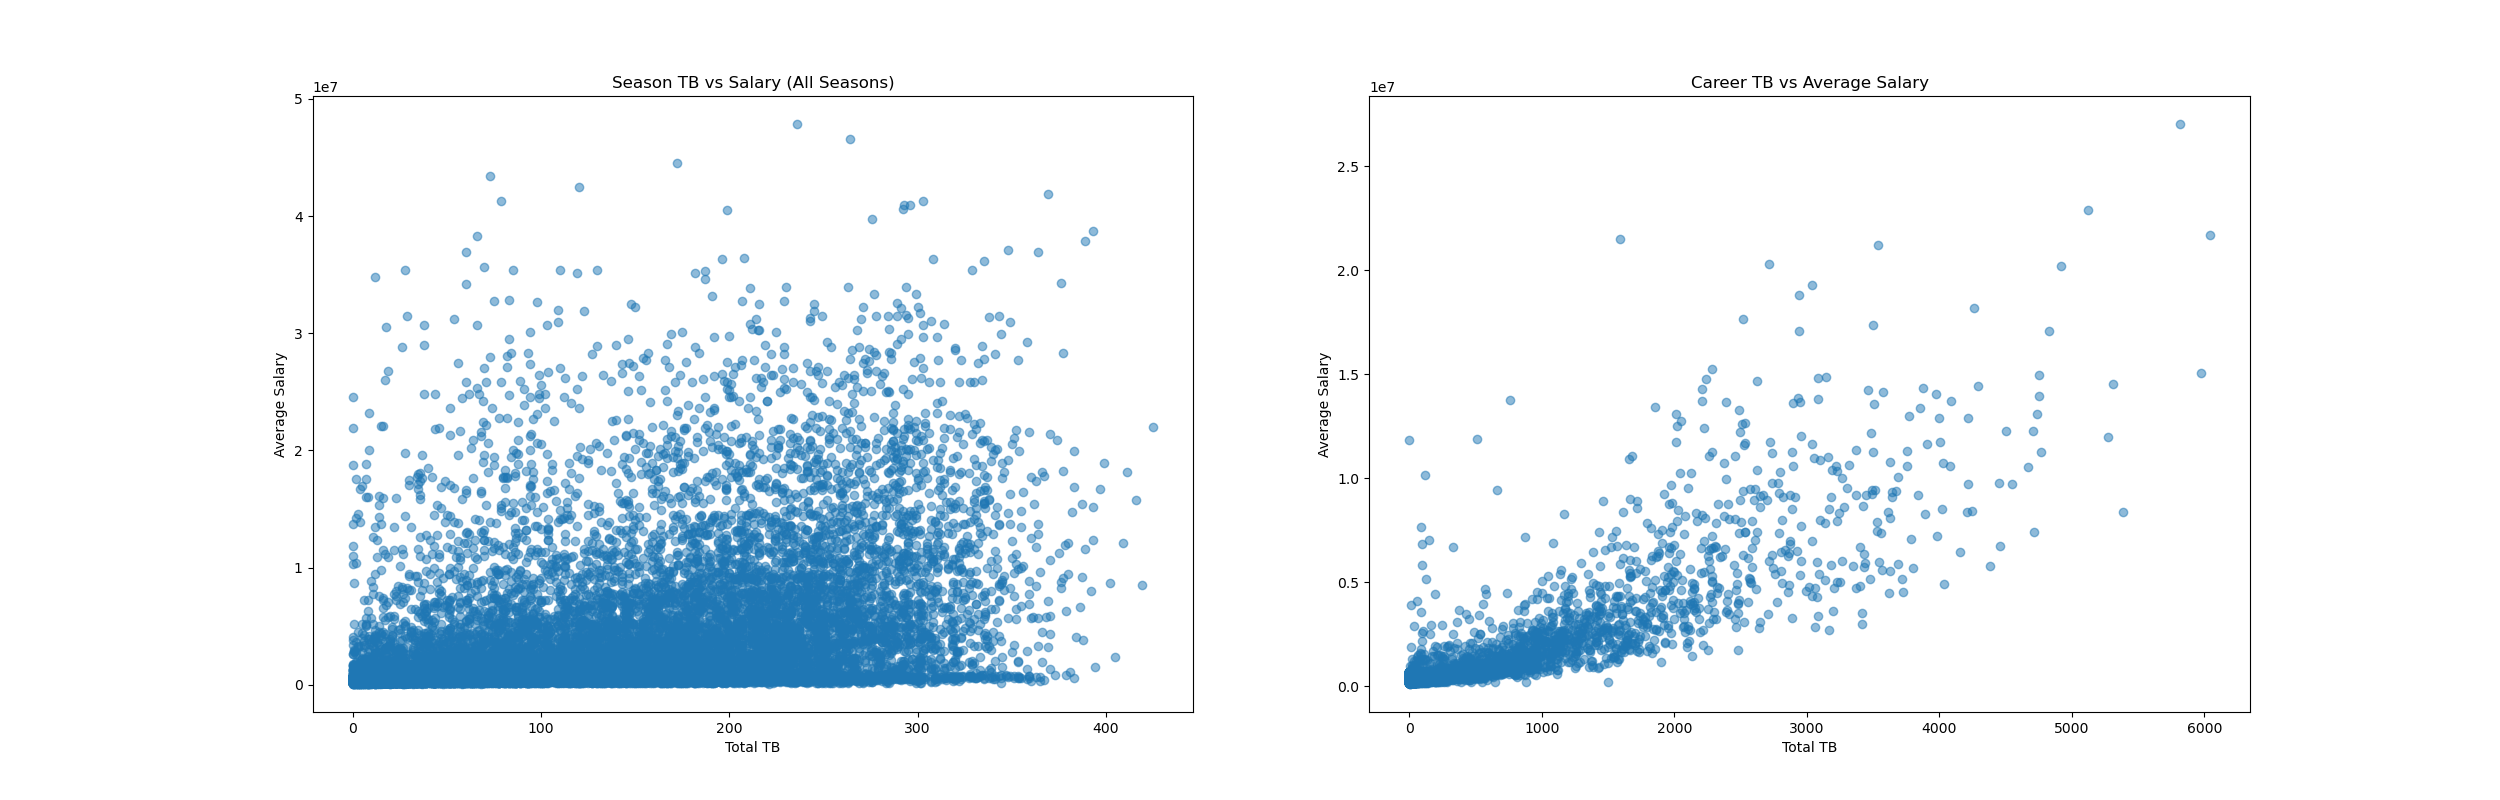 Season TB vs Salary (All Seasons)
1e7
5
4
3
2
1
0
Average Salary
0 100 200 300 400
Total TB
Career TB vs Average Salary
1e7
2.5
2.0
1.5
1.0
0.5
0.0
Average Salary
0 1000 2000 3000 4000 5000 6000
Total TB